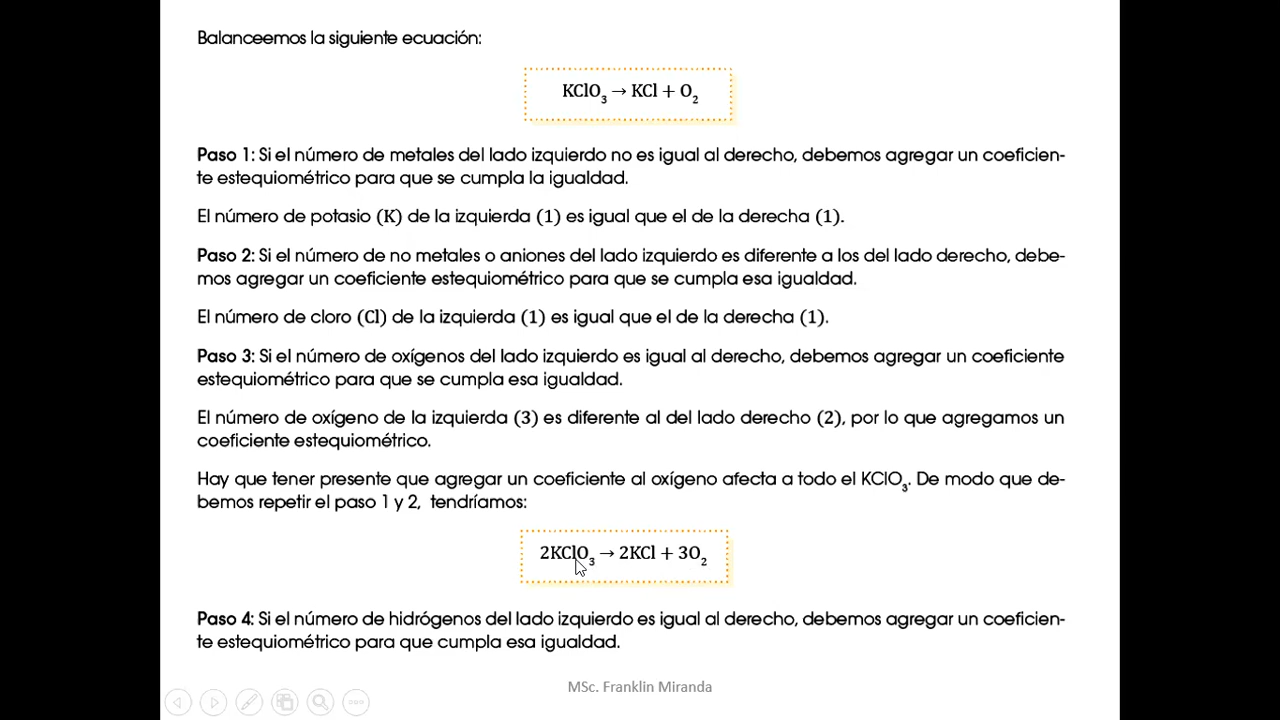 Balanceemos la siguiente ecuación:
KClO₃ → KCl + O₂
Paso 1: Si el número de metales del lado izquierdo no es igual al derecho, debemos agregar un coeficien-
te estequiométrico para que se cumpla la igualdad.
El número de potasio (K) de la izquierda (1) es igual que el de la derecha (1).
Paso 2: Si el número de no metales o aniones del lado izquierdo es diferente a los del lado derecho, debe-
mos agregar un coeficiente estequiométrico para que se cumpla esa igualdad.
El número de cloro (Cl) de la izquierda (1) es igual que el de la derecha (1).
Paso 3: Si el número de oxígenos del lado izquierdo es igual al derecho, debemos agregar un coeficiente
estequiométrico para que se cumpla esa igualdad.
El número de oxígeno de la izquierda (3) es diferente al del lado derecho (2), por lo que agregamos un
coeficiente estequiométrico.
Hay que tener presente que agregar un coeficiente al oxígeno afecta a todo el KClO₃. De modo que de-
bemos repetir el paso 1 y 2, tendríamos:
2KClO₃ → 2KCl + 3O₂
Paso 4: Si el número de hidrógenos del lado izquierdo es igual al derecho, debemos agregar un coeficien-
te estequiométrico para que cumpla esa igualdad.
MSc. Franklin Miranda